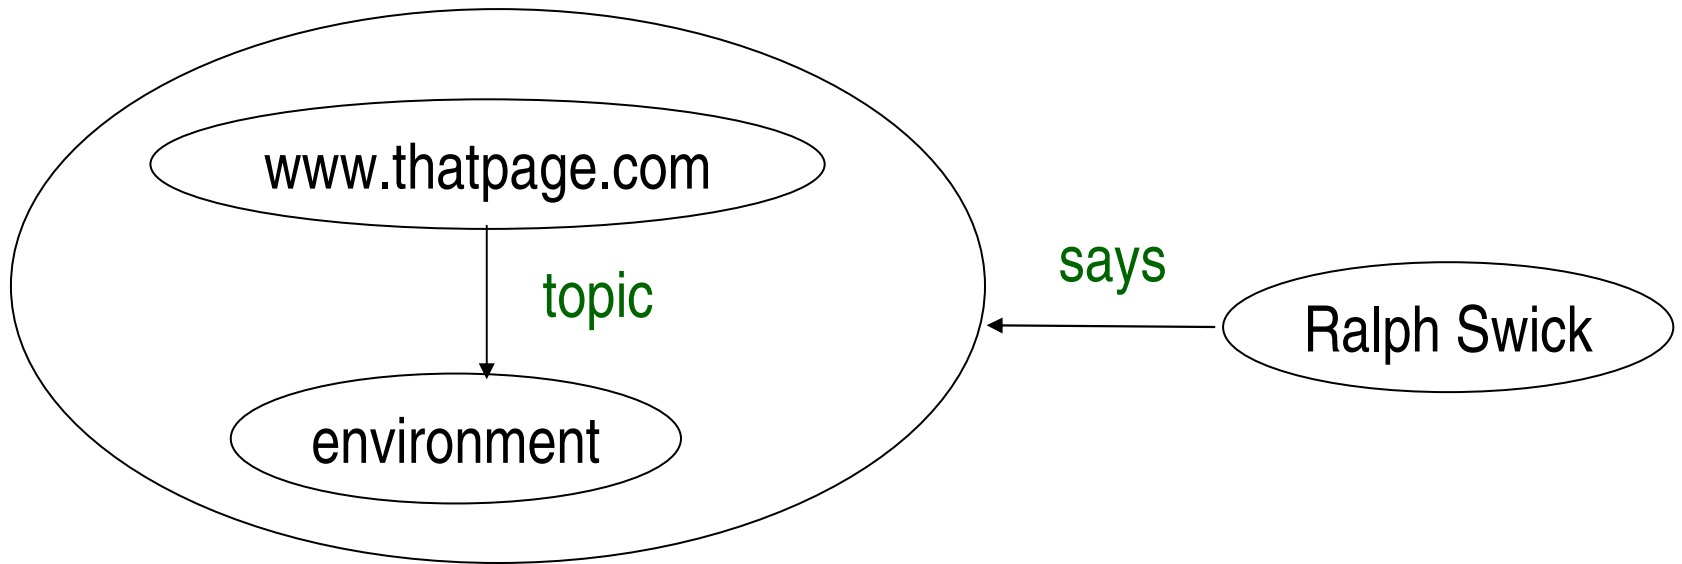 www.thatpage.com
topic
environment
says
Ralph Swick